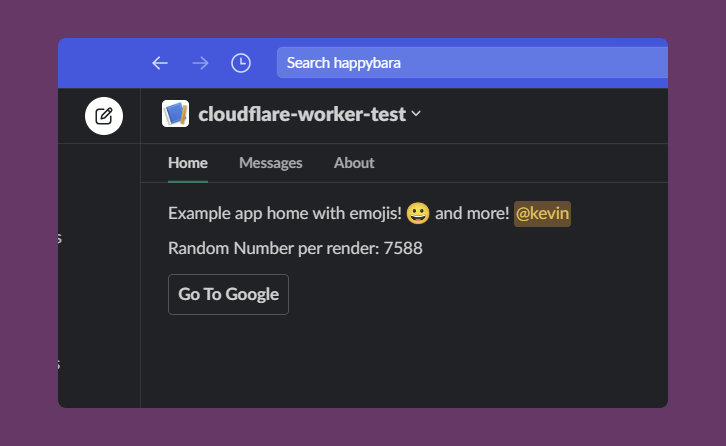 Search happybara
cloudflare-worker-test
Home Messages About
Example app home with emojis! 😀 and more! @kevin
Random Number per render: 7588
Go To Google